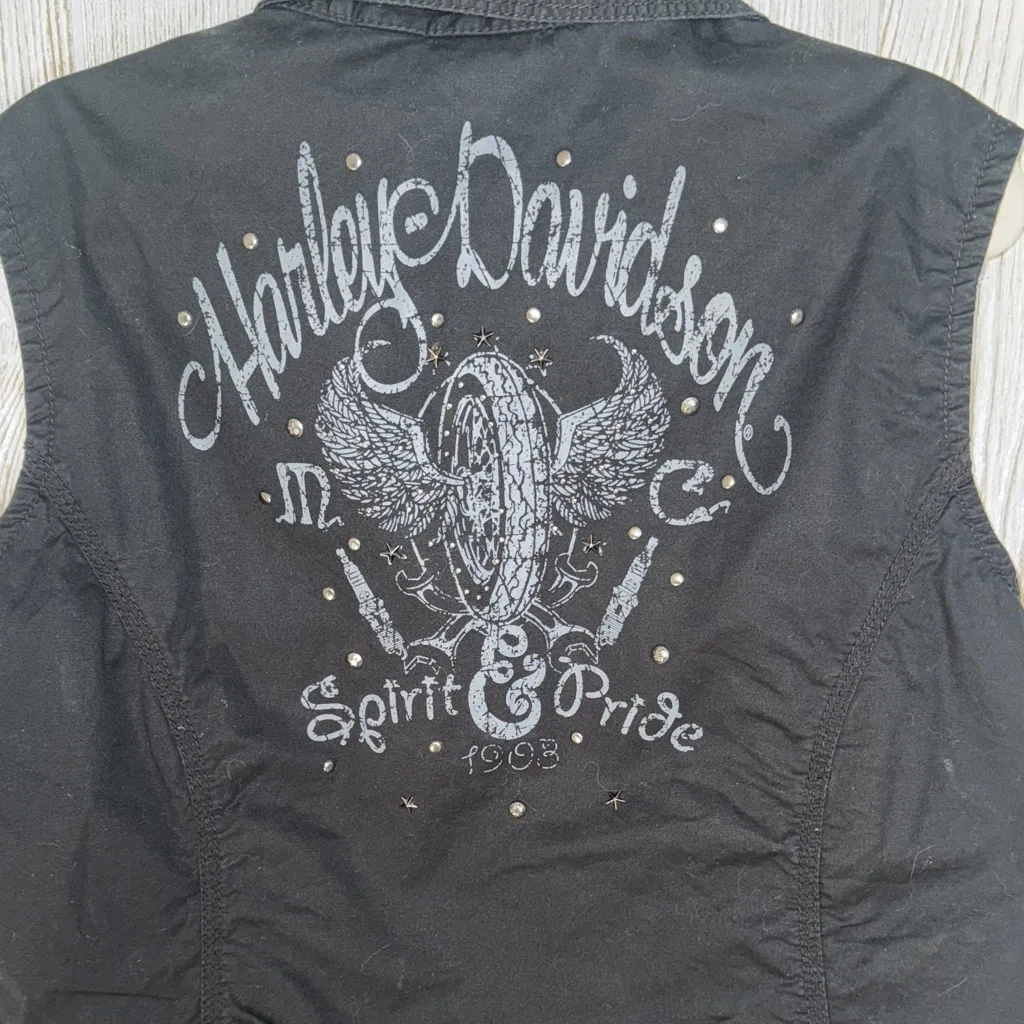 Harley Davidson
M C
Spirit & Pride
1903